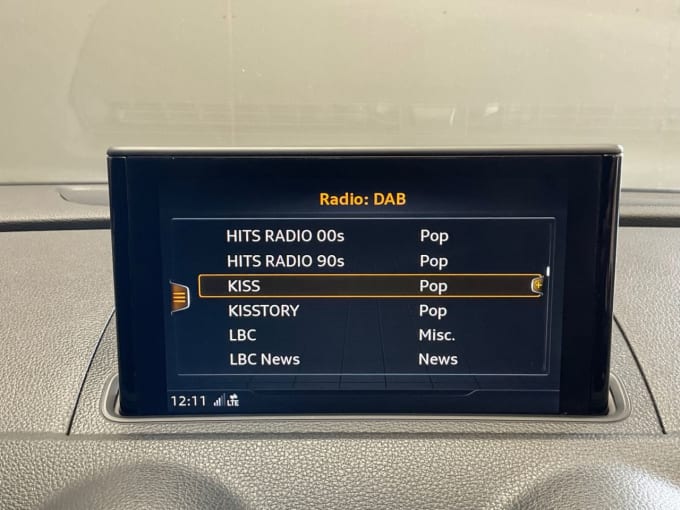 Radio: DAB
HITS RADIO 00s Pop
HITS RADIO 90s Pop
KISS Pop
KISSTORY Pop
LBC Misc.
LBC News News
12:11 LTE